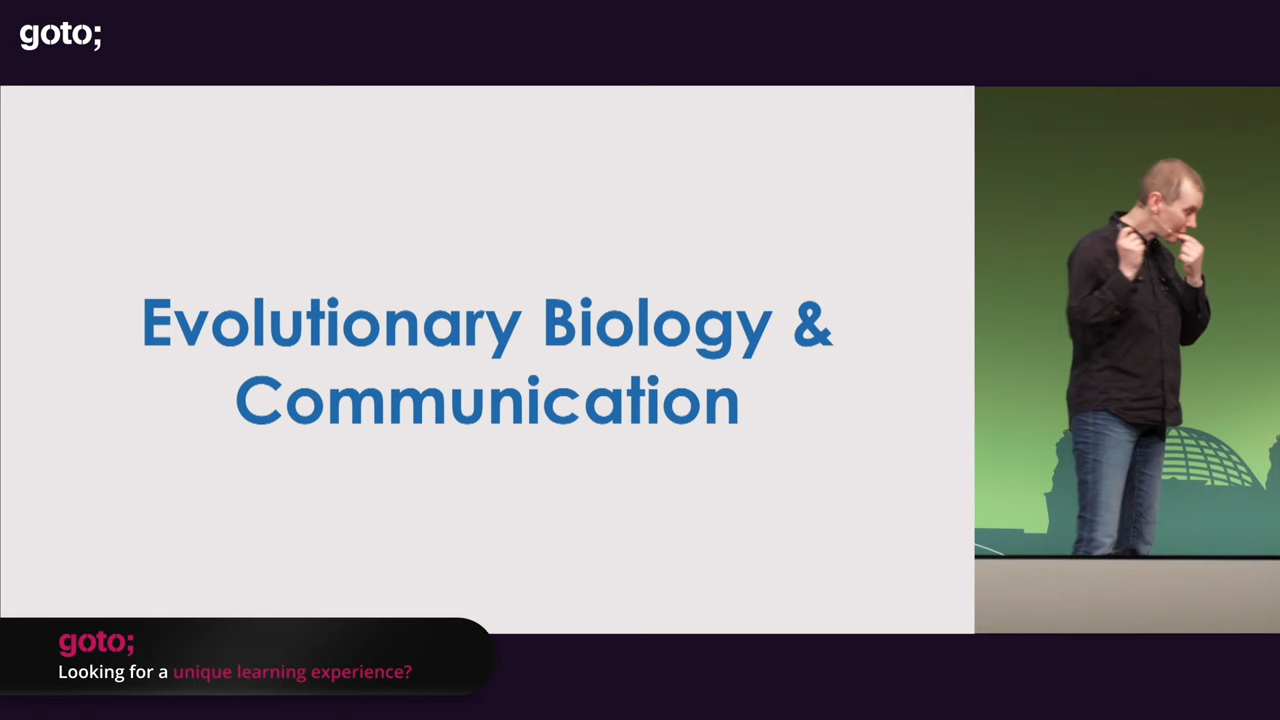 goto;
Evolutionary Biology &
Communication
goto;
Looking for a unique learning experience?